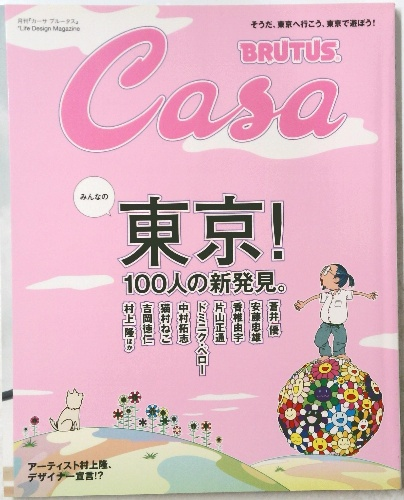 月刊『カーサ ブルータス』
"Life Design Magazine
そうだ、東京へ行こう、東京で遊ぼう!
BRUTUS®
Casa
みんなの
東京!
100人の新発見。
蒼井 優
安藤忠雄
香椎由宇
片山正通
ドミニク・ペロー
中村拓志
猫村ねこ
吉岡徳仁
村上 隆ほか
アーティスト村上隆、
デザイナー宣言!?